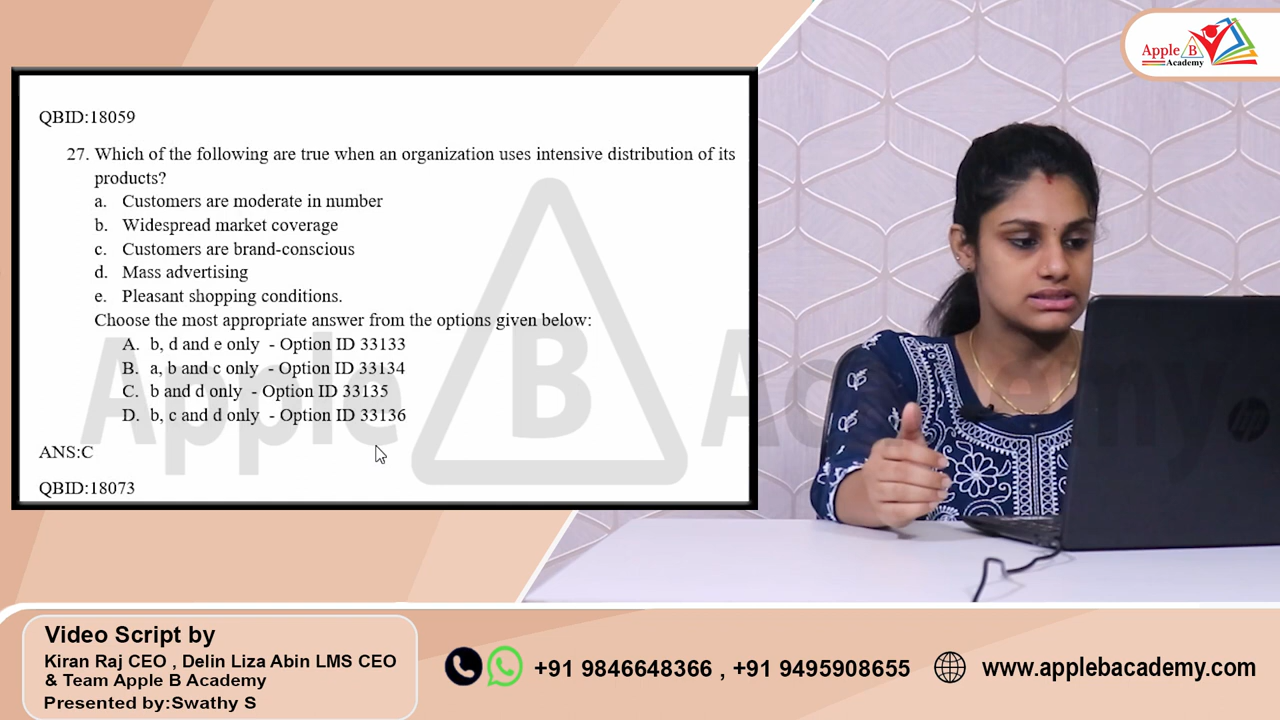 Apple B
Academy
QBID:18059
27. Which of the following are true when an organization uses intensive distribution of its
products?
a. Customers are moderate in number
b. Widespread market coverage
c. Customers are brand-conscious
d. Mass advertising
e. Pleasant shopping conditions.
Choose the most appropriate answer from the options given below:
A. b, d and e only - Option ID 33133
B. a, b and c only - Option ID 33134
C. b and d only - Option ID 33135
D. b, c and d only - Option ID 33136
ANS:C
QBID:18073
Apple B Academy
hp
Video Script by
Kiran Raj CEO , Delin Liza Abin LMS CEO
& Team Apple B Academy
Presented by:Swathy S
+91 9846648366 , +91 9495908655
www.applebacademy.com